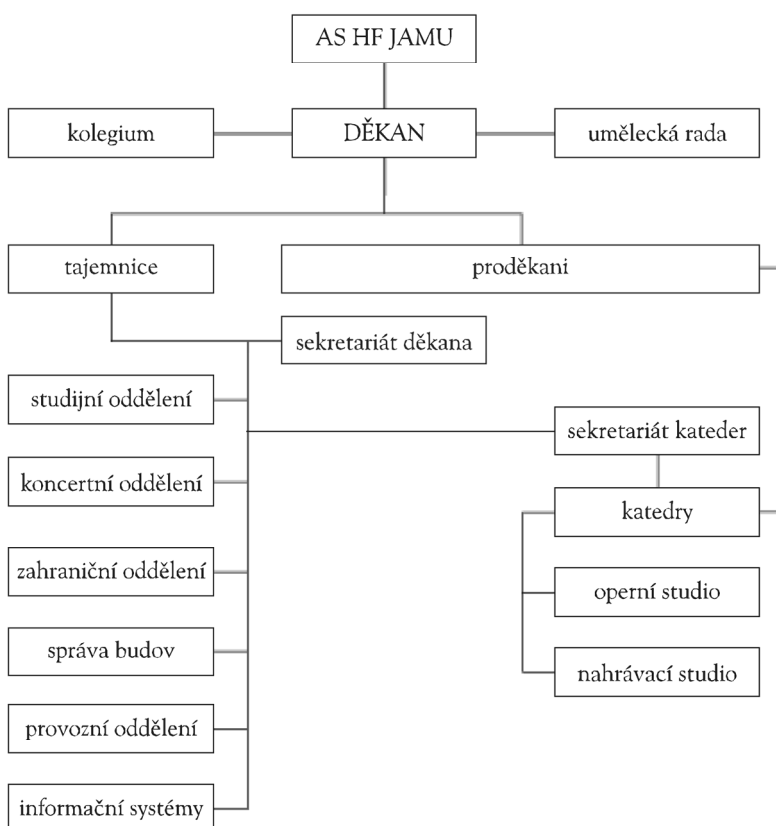 AS HF JAMU
kolegium
DĚKAN
umělecká rada
tajemnice
proděkani
sekretariát děkana
studijní oddělení
sekretariát kateder
koncertní oddělení
katedry
zahraniční oddělení
operní studio
správa budov
nahrávací studio
provozní oddělení
informační systémy